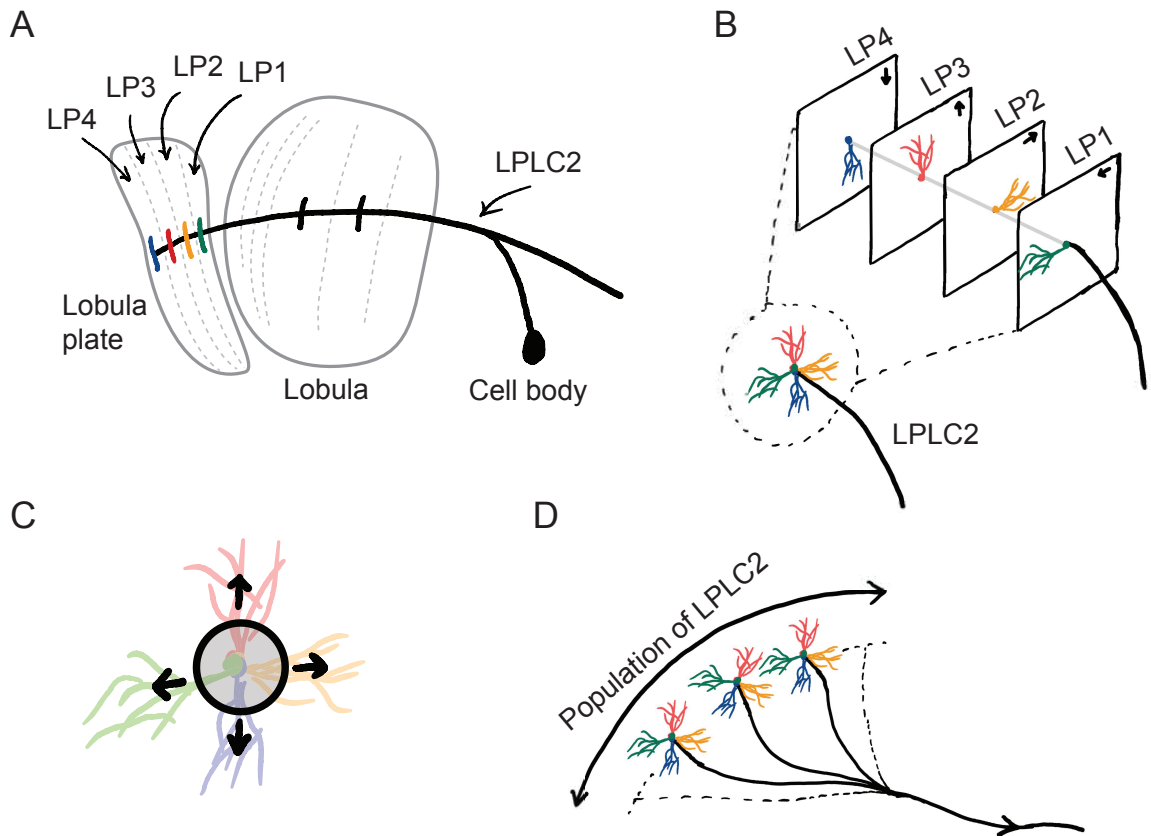 A
LP4
LP3
LP2
LP1
LPLC2
Lobula
plate
Lobula
Cell body
B
LP4
LP3
LP2
LP1
LPLC2
C
D
Population of LPLC2